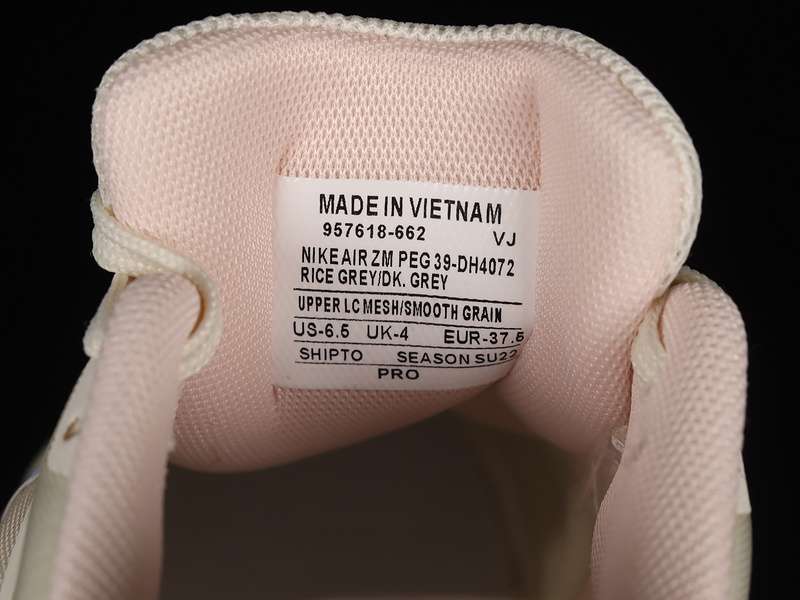 MADE IN VIETNAM
957618-662 VJ
NIKE AIR ZM PEG 39-DH4072
RICE GREY/DK. GREY
UPPER LC MESH/SMOOTH GRAIN
US-6.5 UK-4 EUR-37.5
SHIPTO SEASON SU22
PRO